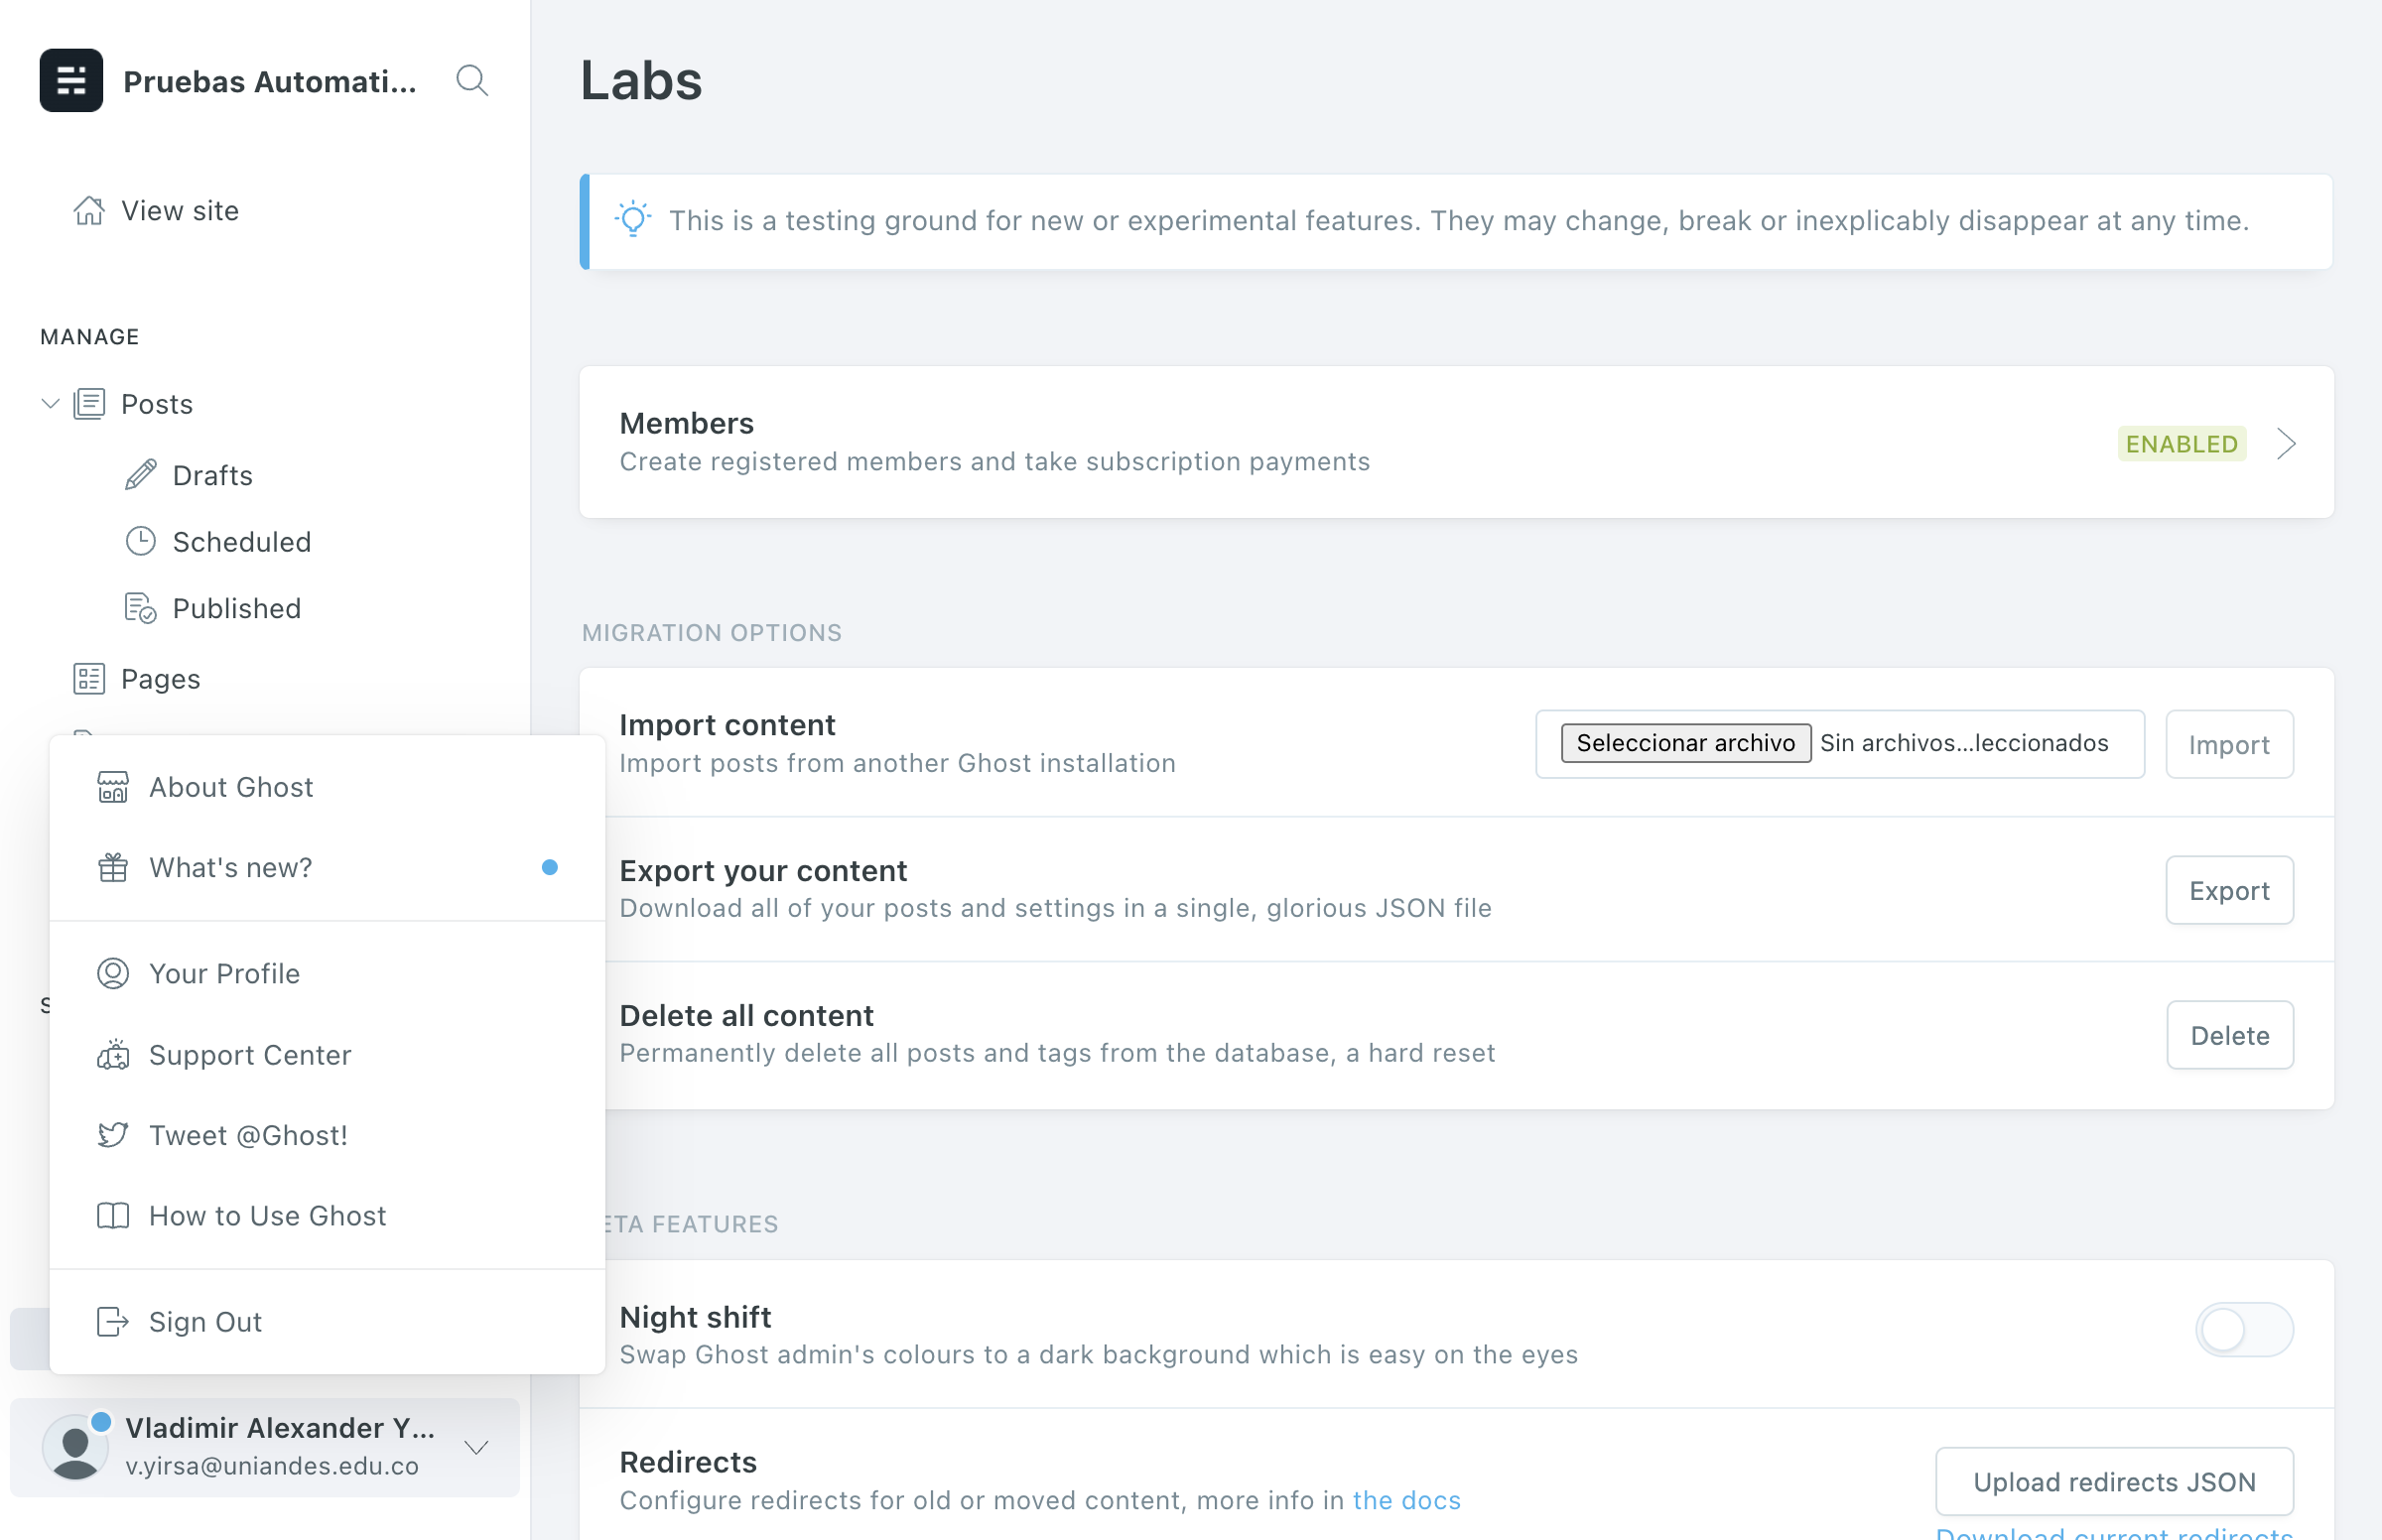 Pruebas Automati...
View site
MANAGE
Posts
Drafts
Scheduled
Published
Pages
About Ghost
What's new?
Your Profile
Support Center
Tweet @Ghost!
How to Use Ghost
Sign Out
Vladimir Alexander Y...
v.yirsa@uniandes.edu.co
Labs
This is a testing ground for new or experimental features. They may change, break or inexplicably disappear at any time.
Members
Create registered members and take subscription payments
ENABLED
MIGRATION OPTIONS
Import content
Import posts from another Ghost installation
Seleccionar archivo Sin archivos...leccionados
Import
Export your content
Download all of your posts and settings in a single, glorious JSON file
Export
Delete all content
Permanently delete all posts and tags from the database, a hard reset
Delete
ETA FEATURES
Night shift
Swap Ghost admin's colours to a dark background which is easy on the eyes
Redirects
Configure redirects for old or moved content, more info in the docs
Upload redirects JSON
Download current redirects